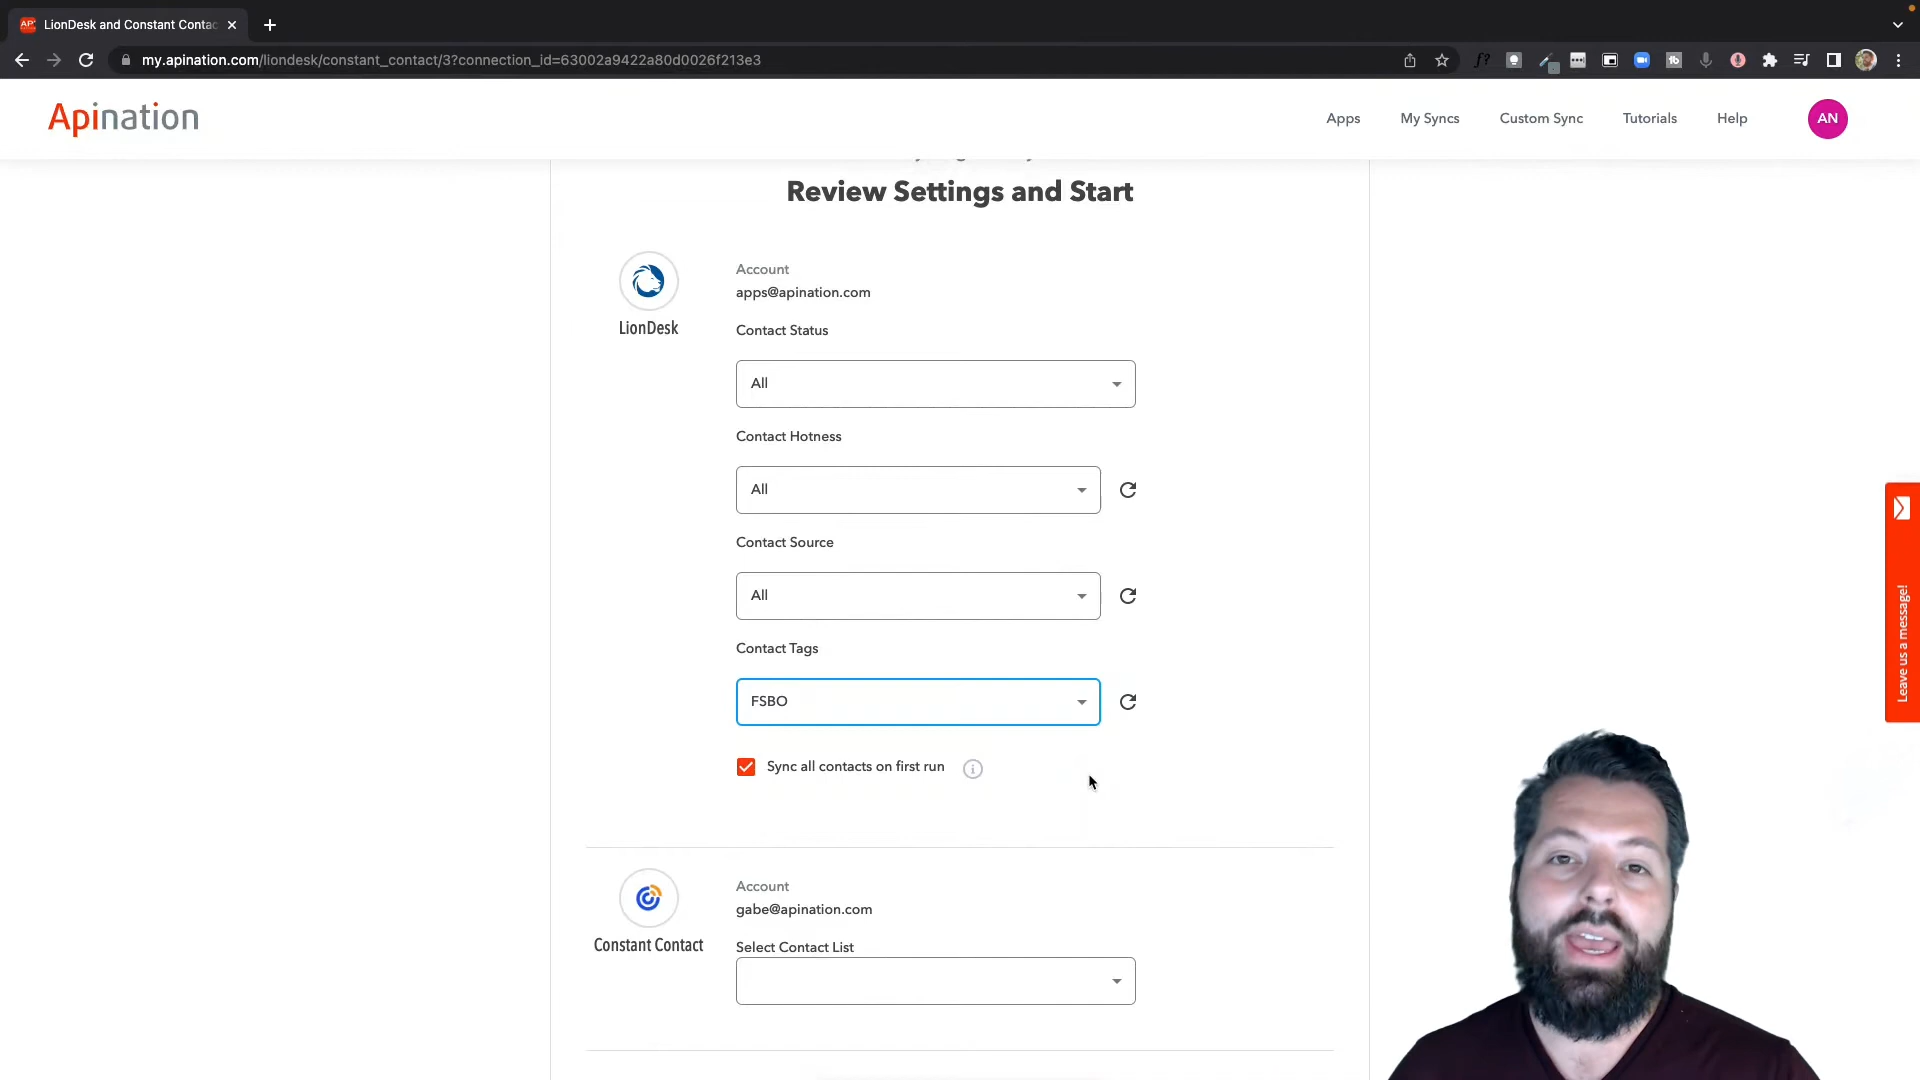 LionDesk and Constant Contac
my.apination.com/liondesk/constant_contact/3?connection_id=63002a9422a80d0026f213e3
Apination
Apps
My Syncs
Custom Sync
Tutorials
Help
AN
Review Settings and Start
LionDesk
Account
apps@apination.com
Contact Status
All
Contact Hotness
All
Contact Source
All
Contact Tags
FSBO
Sync all contacts on first run
Constant Contact
Account
gabe@apination.com
Select Contact List
Leave us a message!